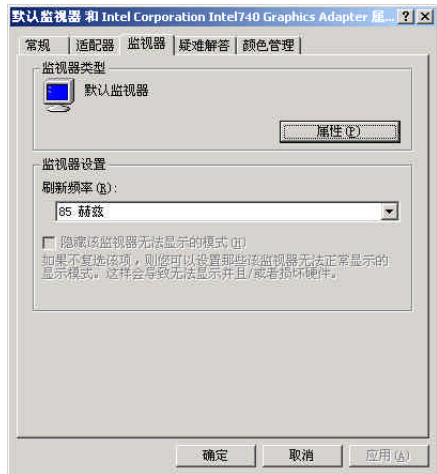 默认监视器 和 Intel Corporation Intel740 Graphics Adapter 属...
常规 适配器 监视器 疑难解答 颜色管理
监视器类型
默认监视器
属性(P)
监视器设置
刷新频率(R):
85 赫兹
隐藏该监视器无法显示的模式(H)
如果不复选该项，则您可以设置那些该监视器无法正常显示的
显示模式。这样会导致无法显示并且/或者损坏硬件。
确定 取消 应用(A)